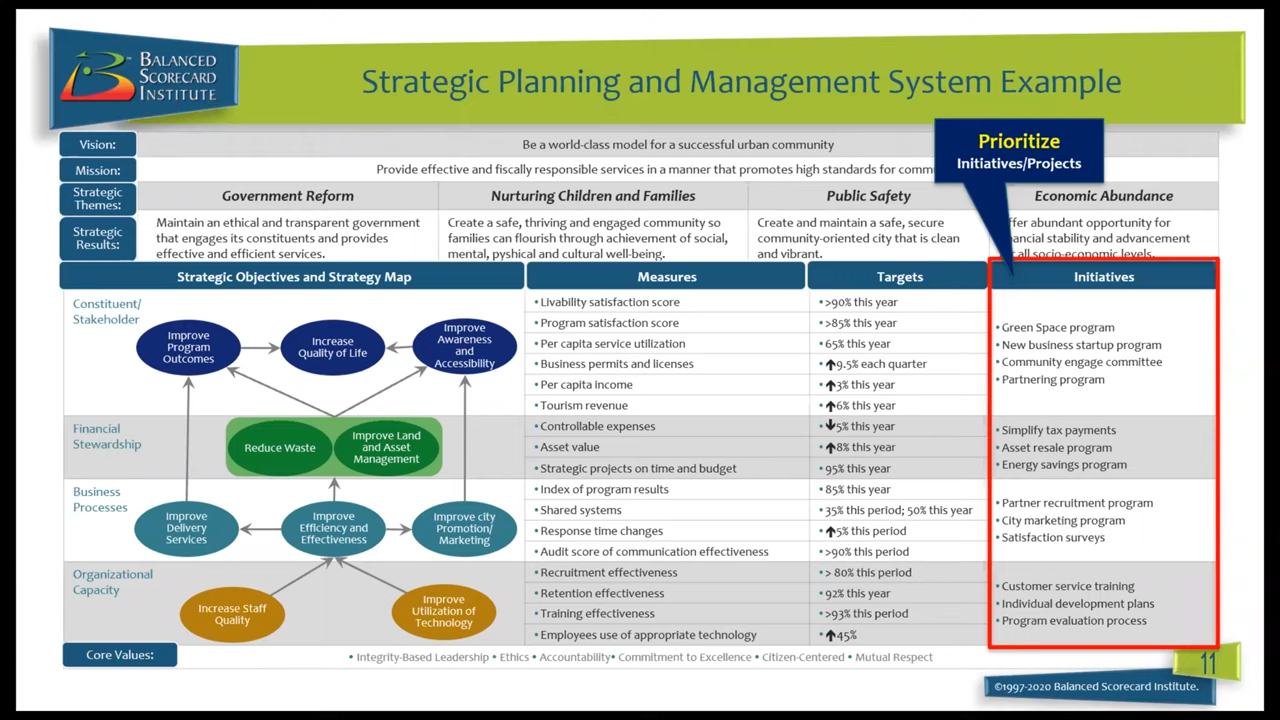 BALANCED
SCORECARD
INSTITUTE
™
Strategic Planning and Management System Example
Prioritize
Initiatives/Projects
Vision:
Be a world-class model for a successful urban community
Mission:
Provide effective and fiscally responsible services in a manner that promotes high standards for
Strategic
Themes:
Government Reform
Nurturing Children and Families
Public Safety
Economic Abundance
Strategic
Results:
Maintain an ethical and transparent government
that engages its constituents and provides
effective and efficient services.
Create a safe, thriving and engaged community so
families can flourish through achievement of social,
mental, pyshical and cultural well-being.
Create and maintain a safe, secure
community-oriented city that is clean
and vibrant.
abundant opportunity for
stability and advancement
all socio-economic levels.
Strategic Objectives and Strategy Map
Measures
Targets
Initiatives
Constituent/
Stakeholder
Improve
Program
Outcomes
Increase
Quality of Life
Improve
Awareness
and
Accessibility
• Livability satisfaction score
• >90% this year
• Program satisfaction score
• >85% this year
• Per capita service utilization
• 65% this year
• Business permits and licenses
• ↑9.5% each quarter
• Per capita income
• ↑3% this year
• Tourism revenue
• ↑6% this year
• Green Space program
• New business startup program
• Community engage committee
• Partnering program
Financial
Stewardship
Reduce Waste
Improve Land
and Asset
Management
• Controllable expenses
• ↓5% this year
• Asset value
• ↑8% this year
• Strategic projects on time and budget
• 95% this year
• Simplify tax payments
• Asset resale program
• Energy savings program
Business
Processes
Improve
Delivery
Services
Improve
Efficiency and
Effectiveness
Improve city
Promotion/
Marketing
• Index of program results
• 85% this year
• Shared systems
• 35% this period; 50% this year
• Response time changes
• ↑5% this period
• Audit score of communication effectiveness
• >90% this period
• Partner recruitment program
• City marketing program
• Satisfaction surveys
Organizational
Capacity
Increase Staff
Quality
Improve
Utilization of
Technology
• Recruitment effectiveness
• > 80% this period
• Retention effectiveness
• 92% this year
• Training effectiveness
• >93% this period
• Employees use of appropriate technology
• ↑45%
• Customer service training
• Individual development plans
• Program evaluation process
Core Values:
• Integrity-Based Leadership • Ethics • Accountability• Commitment to Excellence • Citizen-Centered • Mutual Respect
11
©1997-2020 Balanced Scorecard Institute.